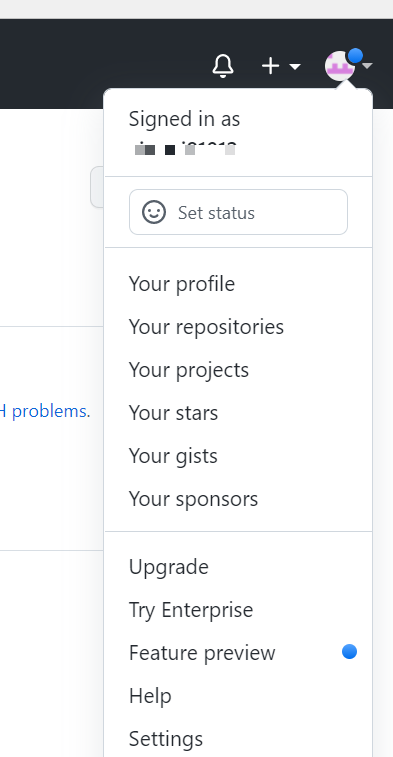 Signed in as
Set status
Your profile
Your repositories
H problems.
Your projects
Your stars
Your gists
Your sponsors
Upgrade
Try Enterprise
Feature preview
Help
Settings